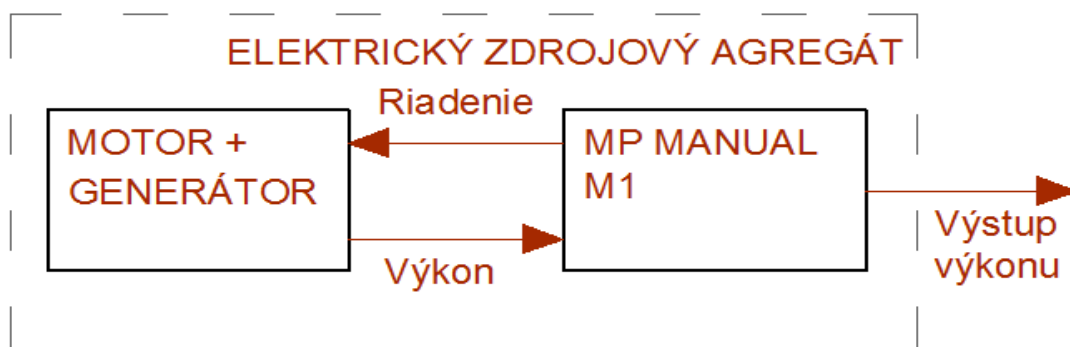 ELEKTRICKÝ ZDROJOVÝ AGREGÁT
Riadenie
MOTOR +
GENERÁTOR
MP MANUAL
M1
Výkon
Výstup
výkonu